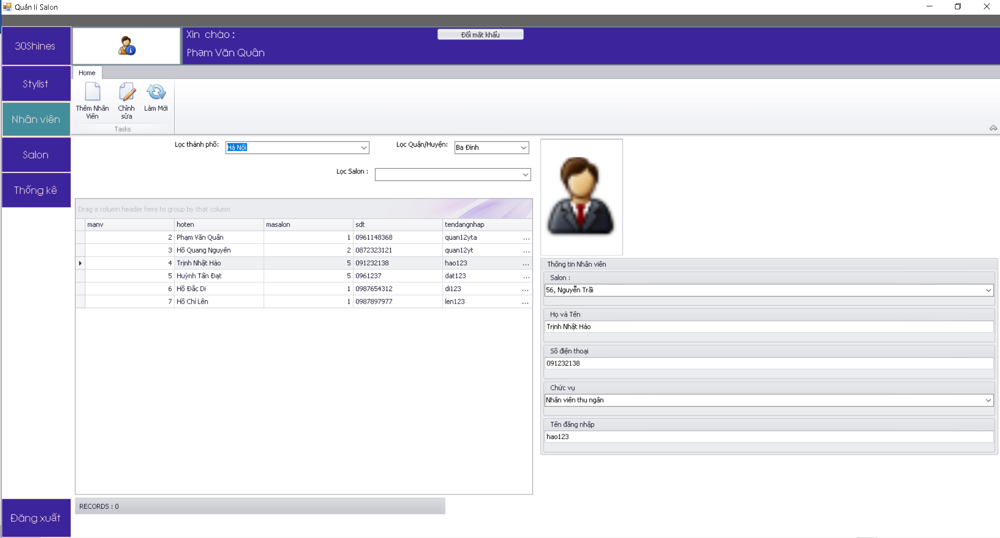 Quản lí Salon
30Shines
Xin chào :
Đổi mât khẩu
Phạm Văn Quân
Stylist
Nhân viên
Salon
Thống kê
Đăng xuất
Home
Thêm Nhân Viên
Chỉnh sửa
Làm Mới
Tasks
Lọc thành phố:
Hà Nội
Lọc Quận/Huyện:
Ba Đình
Lọc Salon :
Drag a column header here to group by that column
manv hoten masalon sdt tendangnhap
2 Phạm Văn Quân 1 0961148368 quan12yta ...
3 Hồ Quang Nguyên 2 0872323121 quan12yt ...
4 Trịnh Nhật Hào 5 091232138 hao123 ...
5 Huỳnh Tấn Đạt 5 0961237 dat123 ...
6 Hồ Đắc Di 1 0987654312 di123 ...
7 Hồ Chí Lên 1 0987897977 len123 ...
RECORDS : 0
Thông tin Nhân viên
Salon :
56, Nguyễn Trãi
Họ và Tên
Trịnh Nhật Hào
Số điện thoại
091232138
Chức vụ
Nhân viên thu ngân
Tên đăng nhập
hao123